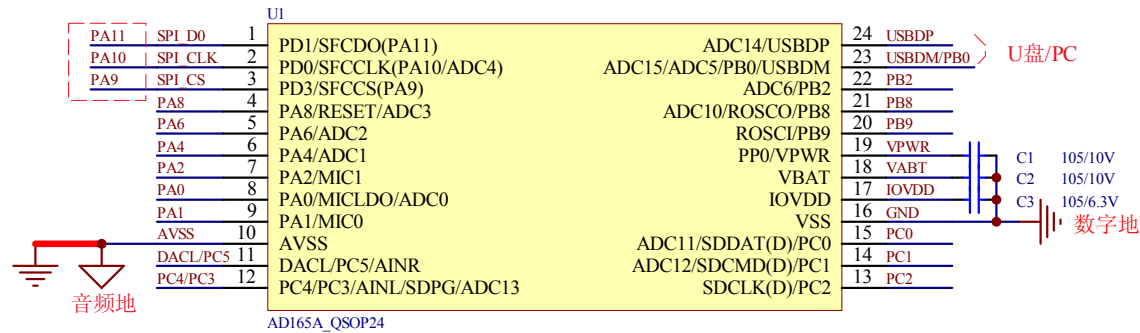 U1
PA11 SPI_D0 1 PD1/SFCDO(PA11) ADC14/USBDP 24 USBDP
PA10 SPI_CLK 2 PD0/SFCCLK(PA10/ADC4) ADC15/ADC5/PB0/USBDM 23 USBDM/PB0 U盘/PC
PA9 SPI_CS 3 PD3/SFCCS(PA9) ADC6/PB2 22 PB2
PA8 4 PA8/RESET/ADC3 ADC10/ROSCO/PB8 21 PB8
PA6 5 PA6/ADC2 ROSCI/PB9 20 PB9
PA4 6 PA4/ADC1 PP0/VPWR 19 VPWR C1 105/10V
PA2 7 PA2/MIC1 VBAT 18 VABT C2 105/10V
PA0 8 PA0/MICLDO/ADC0 IOVDD 17 IOVDD C3 105/6.3V
PA1 9 PA1/MIC0 VSS 16 GND 数字地
AVSS 10 AVSS ADC11/SDDAT(D)/PC0 15 PC0
DACL/PC5 11 DACL/PC5/AINR ADC12/SDCMD(D)/PC1 14 PC1
PC4/PC3 12 PC4/PC3/AINL/SDPG/ADC13 SDCLK(D)/PC2 13 PC2
音频地
AD165A_QSOP24